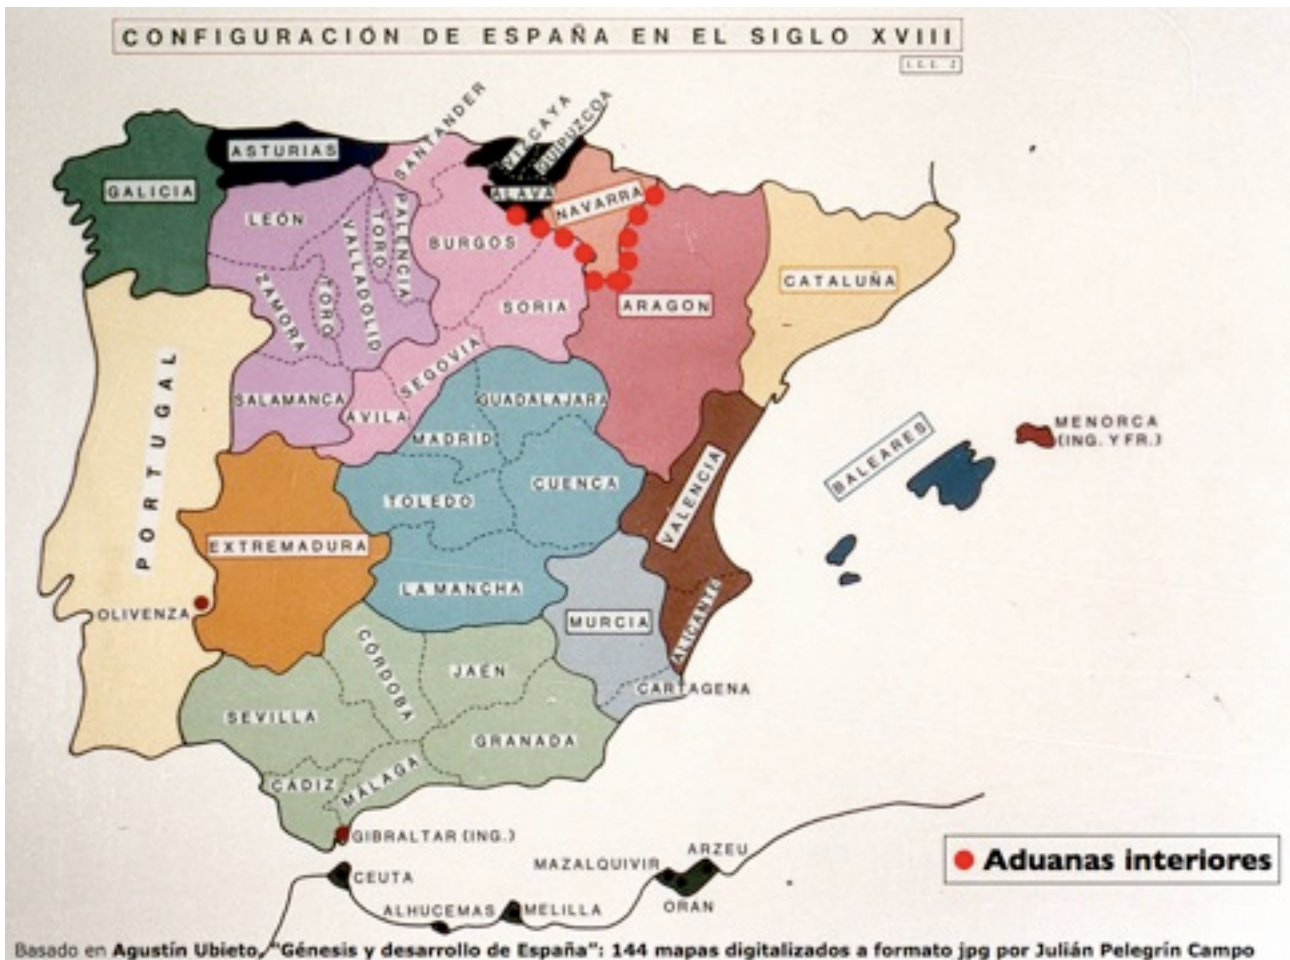 CONFIGURACIÓN DE ESPAÑA EN EL SIGLO XVIII
SANTANDER
VIZCAYA
GUIPUZCOA
ASTURIAS
GALICIA
ALAVA
NAVARRA
LEÓN
PALENCIA
TORO
VALLADOLID
BURGOS
CATALUÑA
ZAMORA
TORO
SORIA
ARAGON
PORTUGAL
SEGOVIA
SALAMANCA
AVILA
GUADALAJARA
MADRID
MENORCA
(ING. Y FR.)
BALEARES
TOLEDO
CUENCA
VALENCIA
EXTREMADURA
LA MANCHA
OLIVENZA
MURCIA
ALICANTE
CÓRDOBA
JAÉN
CARTAGENA
SEVILLA
GRANADA
CÁDIZ
MÁLAGA
GIBRALTAR (ING.)
ARZEU
MAZALQUIVIR
Aduanas interiores
CEUTA
ORAN
ALHUCEMAS
MELILLA
Basado en Agustín Ubieto, "Génesis y desarrollo de España": 144 mapas digitalizados a formato jpg por Julián Pelegrín Campo